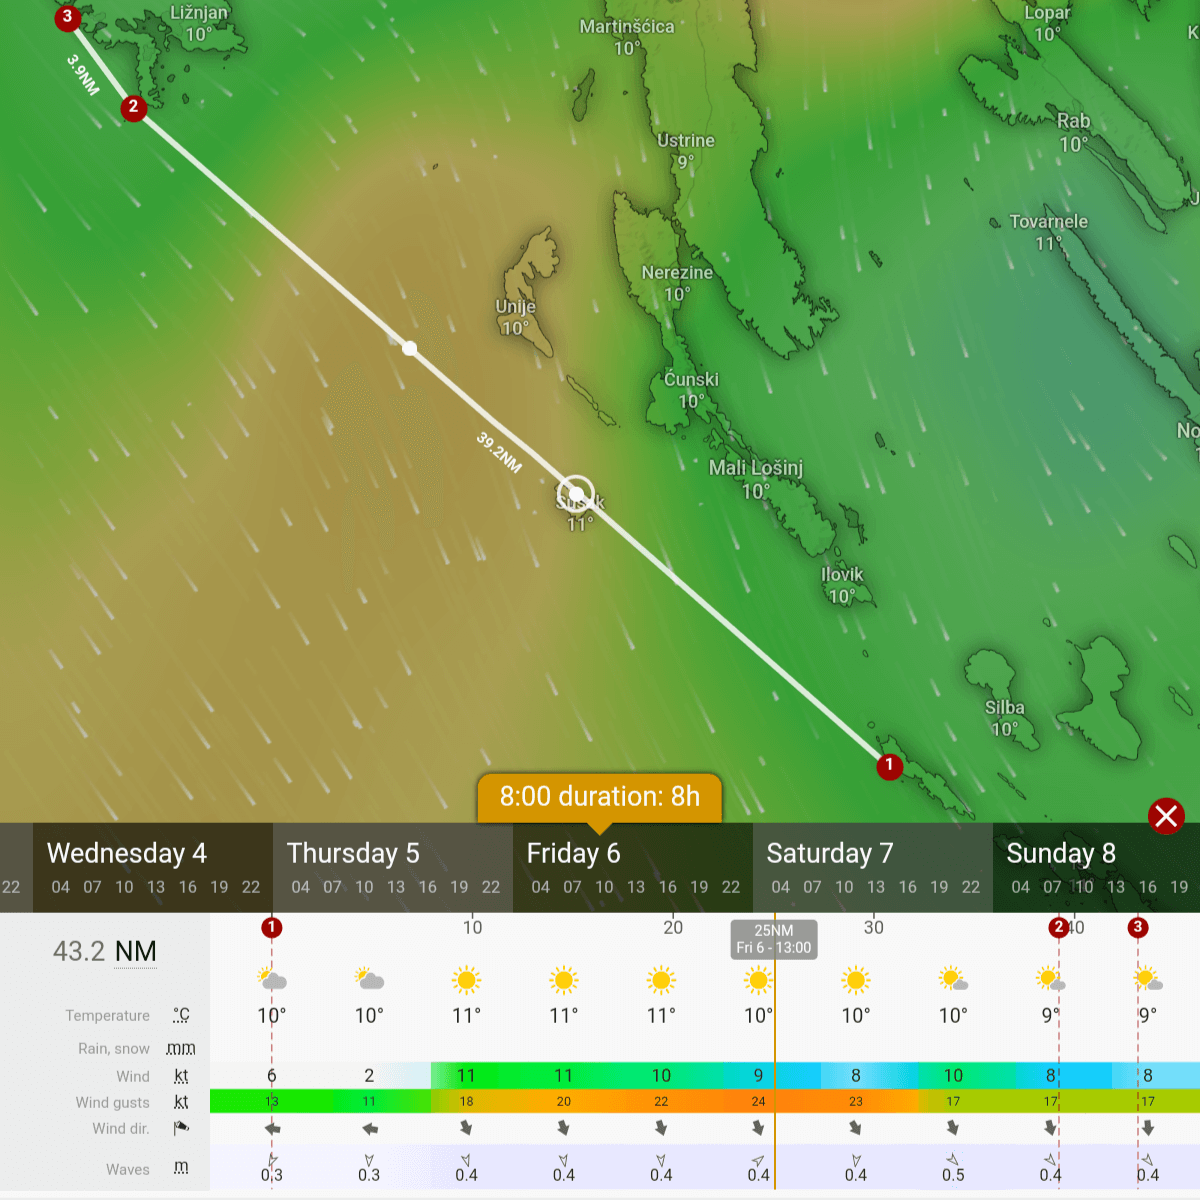 3
Ližnjan
10°
3.9NM
2
Martinšćica
10°
Lopar
10°
K
Ustrine
9°
Rab
10°
Tovarnele
11°
Nerezine
10°
Unije
10°
Čunski
10°
No
39.2NM
Mali Lošinj
10°
Susak
11°
Ilovik
10°
Silba
10°
1
8:00 duration: 8h
Wednesday 4 Thursday 5 Friday 6 Saturday 7 Sunday 8
22 04 07 10 13 16 19 22 04 07 10 13 16 19 22 04 07 10 13 16 19 22 04 07 10 13 16 19 22 04 07 10 13 16 19
1 10 20 30 2 40 3
25NM
Fri 6 - 13:00
43.2 NM
Temperature °C 10° 10° 11° 11° 11° 10° 10° 10° 9° 9°
Rain, snow mm
Wind kt 6 2 11 11 10 9 8 10 8 8
Wind gusts kt 13 11 18 20 22 24 23 17 17 17
Wind dir.
Waves m 0.3 0.3 0.4 0.4 0.4 0.4 0.4 0.5 0.4 0.4